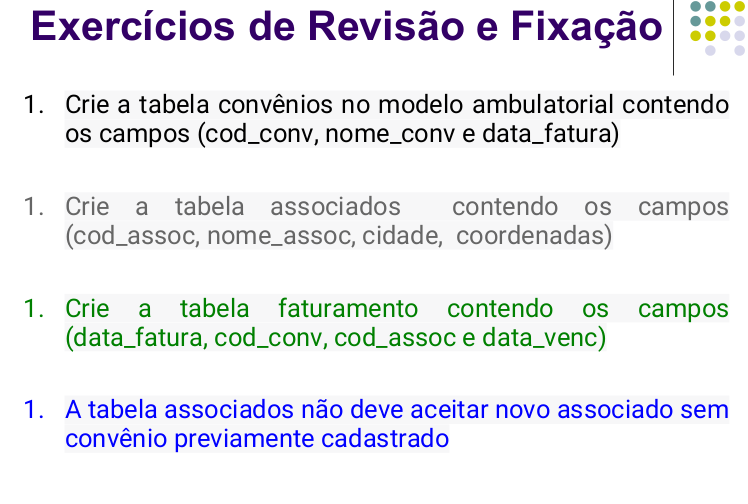 Exercícios de Revisão e Fixação
1. Crie a tabela convênios no modelo ambulatorial contendo
os campos (cod_conv, nome_conv e data_fatura)
1. Crie a tabela associados contendo os campos
(cod_assoc, nome_assoc, cidade, coordenadas)
1. Crie a tabela faturamento contendo os campos
(data_fatura, cod_conv, cod_assoc e data_venc)
1. A tabela associados não deve aceitar novo associado sem
convênio previamente cadastrado